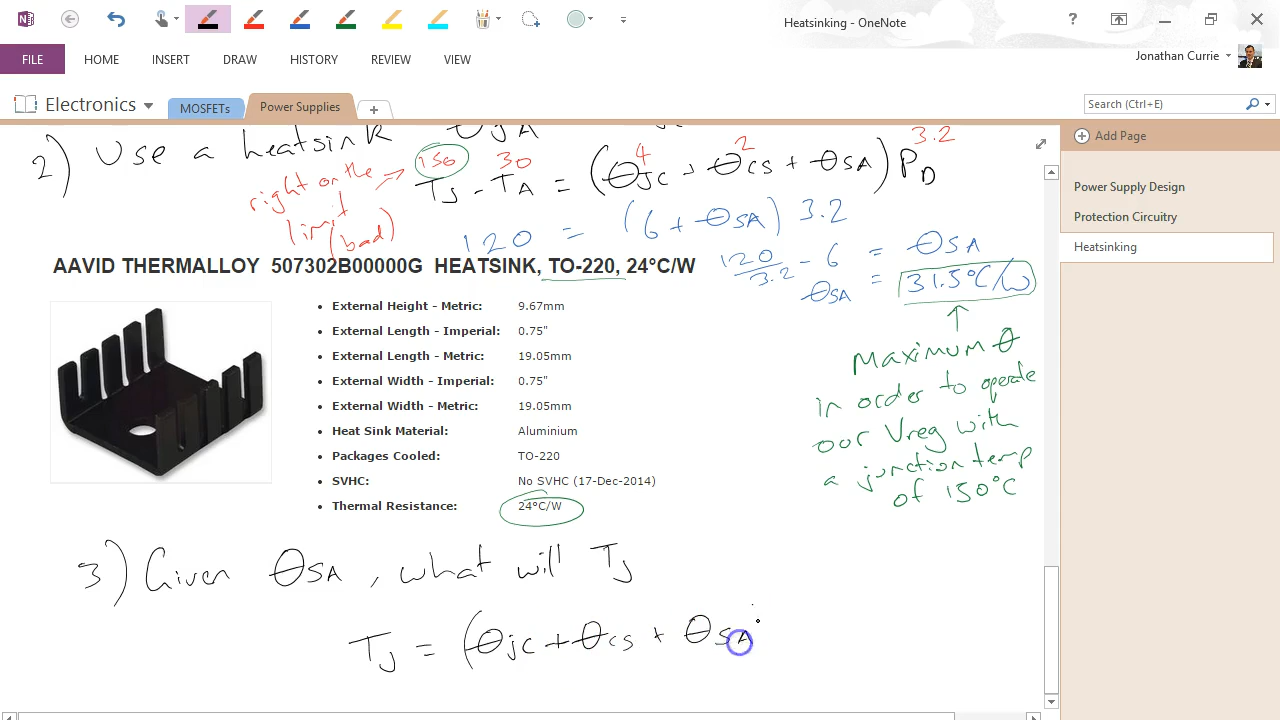 Heatsinking - OneNote
?
FILE
HOME
INSERT
DRAW
HISTORY
REVIEW
VIEW
Jonathan Currie
Electronics
MOSFETs
Power Supplies
+
Search (Ctrl+E)
Add Page
Power Supply Design
Protection Circuitry
Heatsinking
2) Use a heatsink θJA
150 30 4 2 3.2
TJ - TA = (θJC + θCS + θSA) PD
right on the
limit
(bad)
120 = (6 + θSA) 3.2
120/3.2 - 6 = θSA
θSA = 31.5°C/W
Maximum θ
in order to operate
our Vreg with
a junction temp
of 150°C
AAVID THERMALLOY 507302B00000G HEATSINK, TO-220, 24°C/W
• External Height - Metric: 9.67mm
• External Length - Imperial: 0.75"
• External Length - Metric: 19.05mm
• External Width - Imperial: 0.75"
• External Width - Metric: 19.05mm
• Heat Sink Material: Aluminium
• Packages Cooled: TO-220
• SVHC: No SVHC (17-Dec-2014)
• Thermal Resistance: 24°C/W
3) Given θSA, what will TJ
TJ = (θJC + θCS + θSA